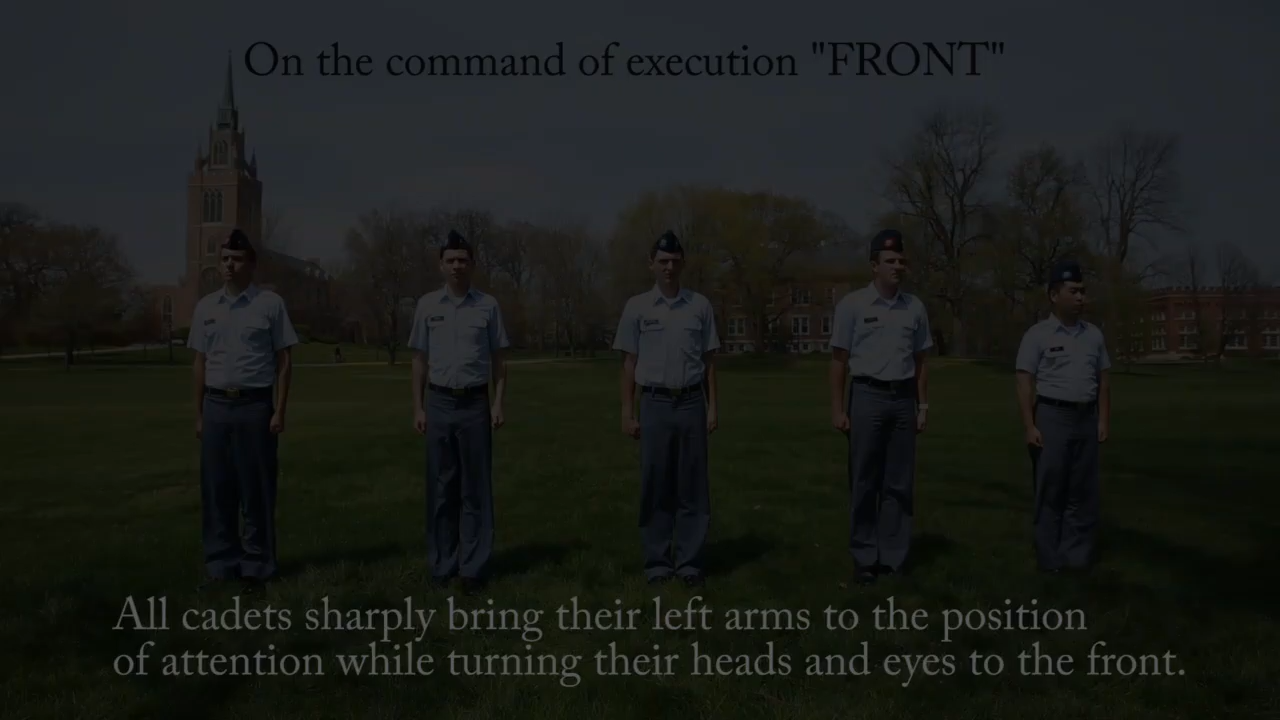 On the command of execution "FRONT"
All cadets sharply bring their left arms to the position
of attention while turning their heads and eyes to the front.